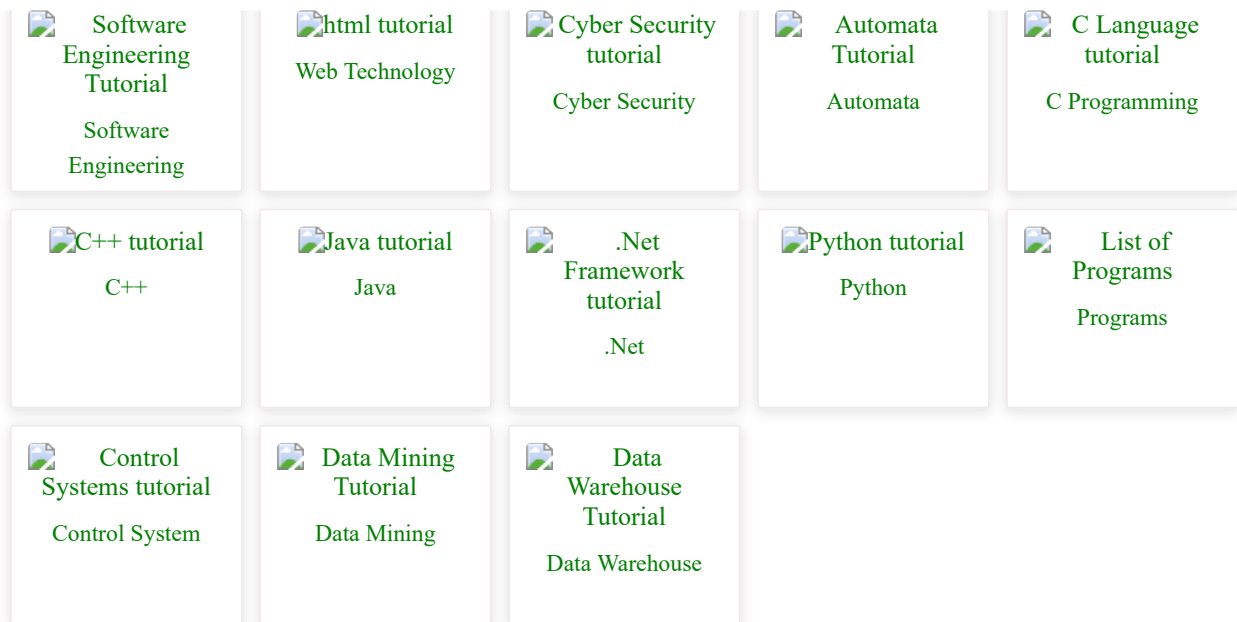 Software
Engineering
Tutorial
Software
Engineering
html tutorial
Web Technology
Cyber Security
tutorial
Cyber Security
Automata
Tutorial
Automata
C Language
tutorial
C Programming
C++ tutorial
C++
Java tutorial
Java
.Net
Framework
tutorial
.Net
Python tutorial
Python
List of
Programs
Programs
Control
Systems tutorial
Control System
Data Mining
Tutorial
Data Mining
Data
Warehouse
Tutorial
Data Warehouse